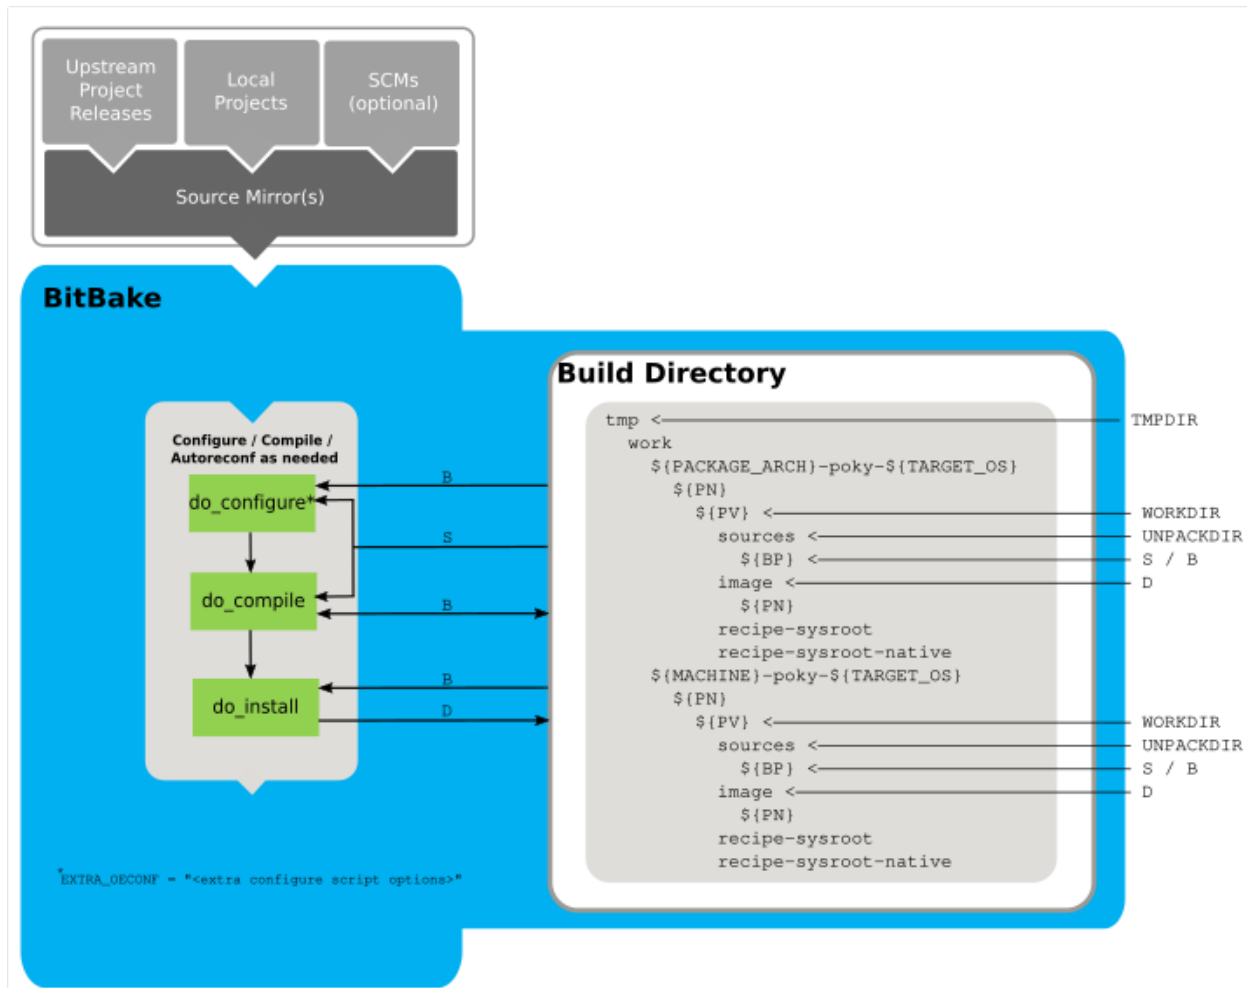 Upstream
Project
Releases
Local
Projects
SCMs
(optional)
Source Mirror(s)
BitBake
Configure / Compile /
Autoreconf as needed
do_configure*
do_compile
do_install
B
S
B
B
D
*EXTRA_OECONF = "<extra configure script options>"
Build Directory
tmp <
TMPDIR
work
${PACKAGE_ARCH}-poky-${TARGET_OS}
${PN}
${PV} <
WORKDIR
sources <
UNPACKDIR
${BP} <
S / B
image <
D
${PN}
recipe-sysroot
recipe-sysroot-native
${MACHINE}-poky-${TARGET_OS}
${PN}
${PV} <
WORKDIR
sources <
UNPACKDIR
${BP} <
S / B
image <
D
${PN}
recipe-sysroot
recipe-sysroot-native